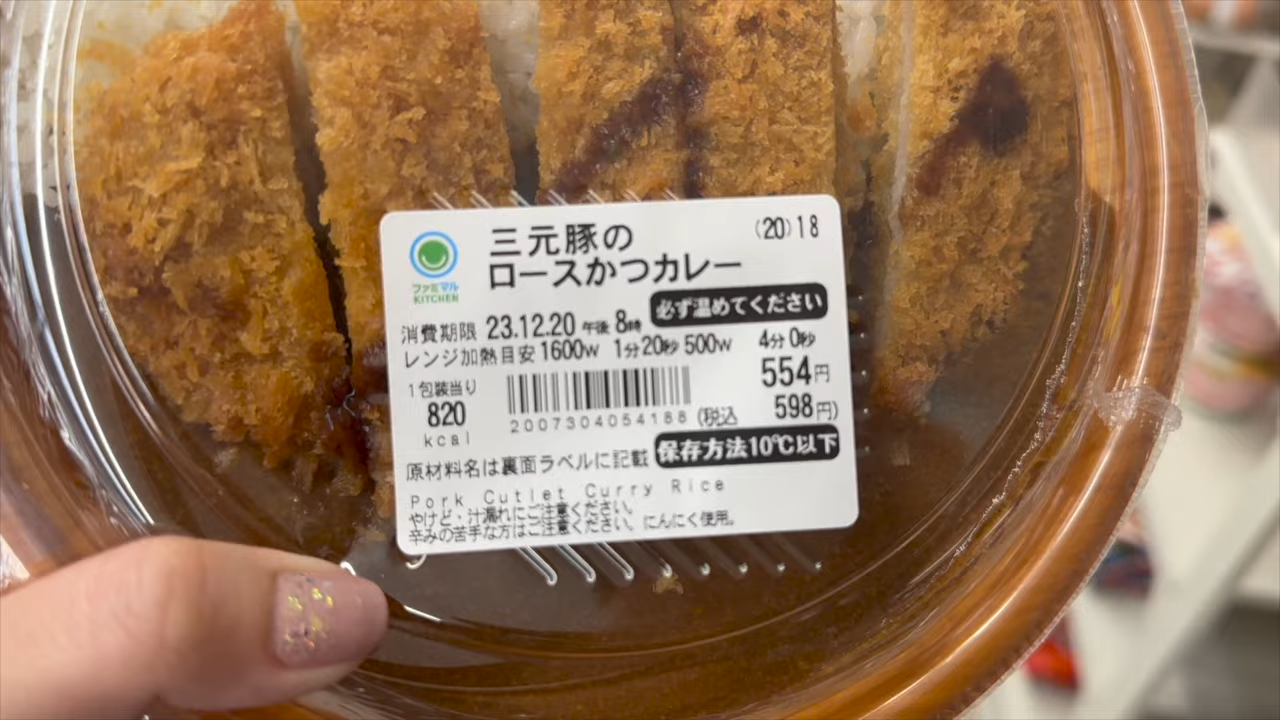 三元豚の
ロースかつカレー
(20)18
ファミマル
KITCHEN
必ず温めてください
消費期限 23.12.20 午後 8時
レンジ加熱目安 1600w 1分20秒 500w 4分 0秒
1包装当り
820
kcal
554円
2007304054188
(税込 598円)
原材料名は裏面ラベルに記載
保存方法10℃以下
Pork Cutlet Curry Rice
やけど・汁漏れにご注意ください。
辛みの苦手な方はご注意ください。にんにく使用。